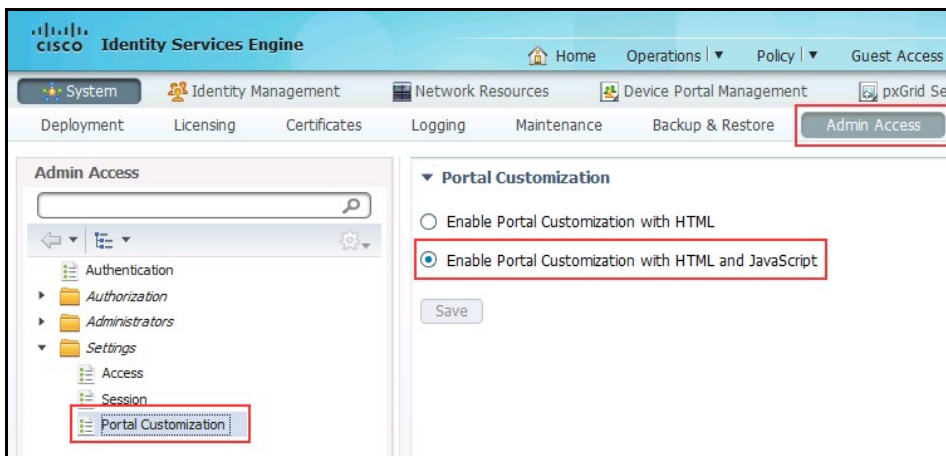 CISCO Identity Services Engine
Home Operations Policy Guest Access
System Identity Management Network Resources Device Portal Management pxGrid Se
Deployment Licensing Certificates Logging Maintenance Backup & Restore Admin Access
Admin Access
Authentication
Authorization
Administrators
Settings
Access
Session
Portal Customization
Portal Customization
Enable Portal Customization with HTML
Enable Portal Customization with HTML and JavaScript
Save